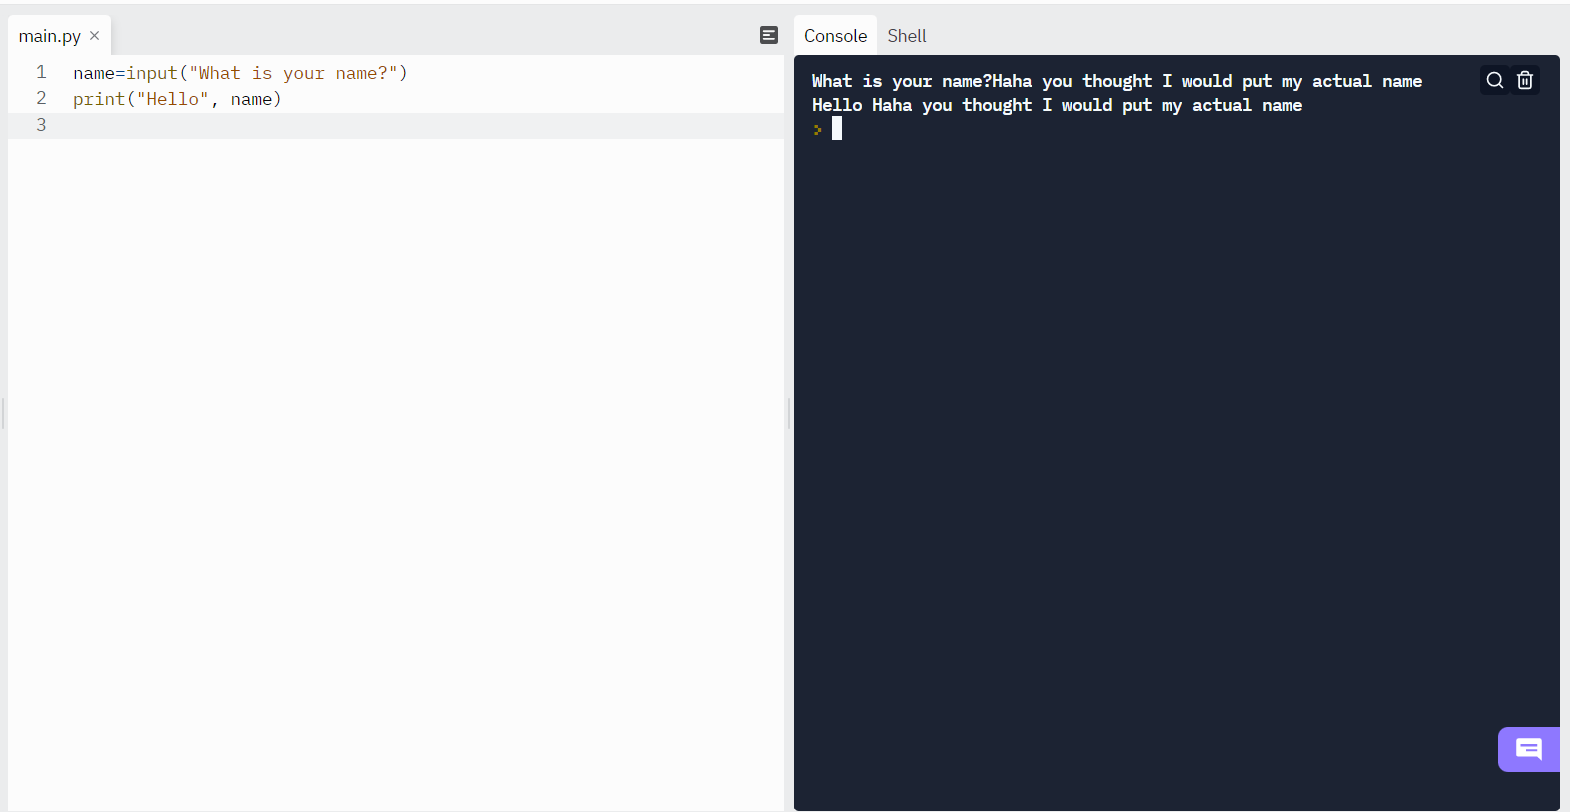 main.py ×
1 name=input("What is your name?")
2 print("Hello", name)
3
Console Shell
What is your name?Haha you thought I would put my actual name
Hello Haha you thought I would put my actual name
>